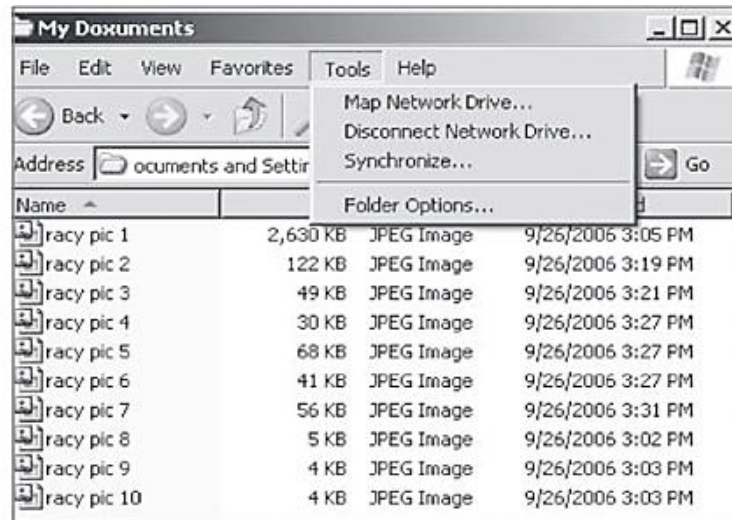 My Doxuments
File Edit View Favorites Tools Help
Map Network Drive...
Back
Disconnect Network Drive...
Address ocuments and Settin Synchronize... Go
Name Folder Options... d
racy pic 1 2,630 KB JPEG Image 9/26/2006 3:05 PM
racy pic 2 122 KB JPEG Image 9/26/2006 3:19 PM
racy pic 3 49 KB JPEG Image 9/26/2006 3:21 PM
racy pic 4 30 KB JPEG Image 9/26/2006 3:27 PM
racy pic 5 68 KB JPEG Image 9/26/2006 3:27 PM
racy pic 6 41 KB JPEG Image 9/26/2006 3:27 PM
racy pic 7 56 KB JPEG Image 9/26/2006 3:31 PM
racy pic 8 5 KB JPEG Image 9/26/2006 3:02 PM
racy pic 9 4 KB JPEG Image 9/26/2006 3:03 PM
racy pic 10 4 KB JPEG Image 9/26/2006 3:03 PM